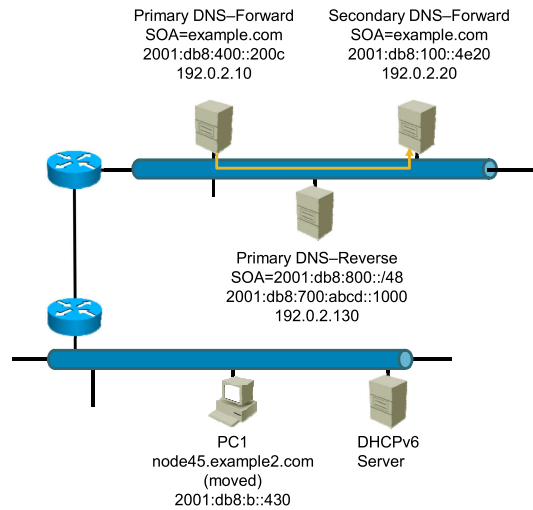 Primary DNS–Forward
SOA=example.com
2001:db8:400::200c
192.0.2.10
Secondary DNS–Forward
SOA=example.com
2001:db8:100::4e20
192.0.2.20
Primary DNS–Reverse
SOA=2001:db8:800::/48
2001:db8:700:abcd::1000
192.0.2.130
PC1
node45.example2.com
(moved)
2001:db8:b::430
DHCPv6
Server